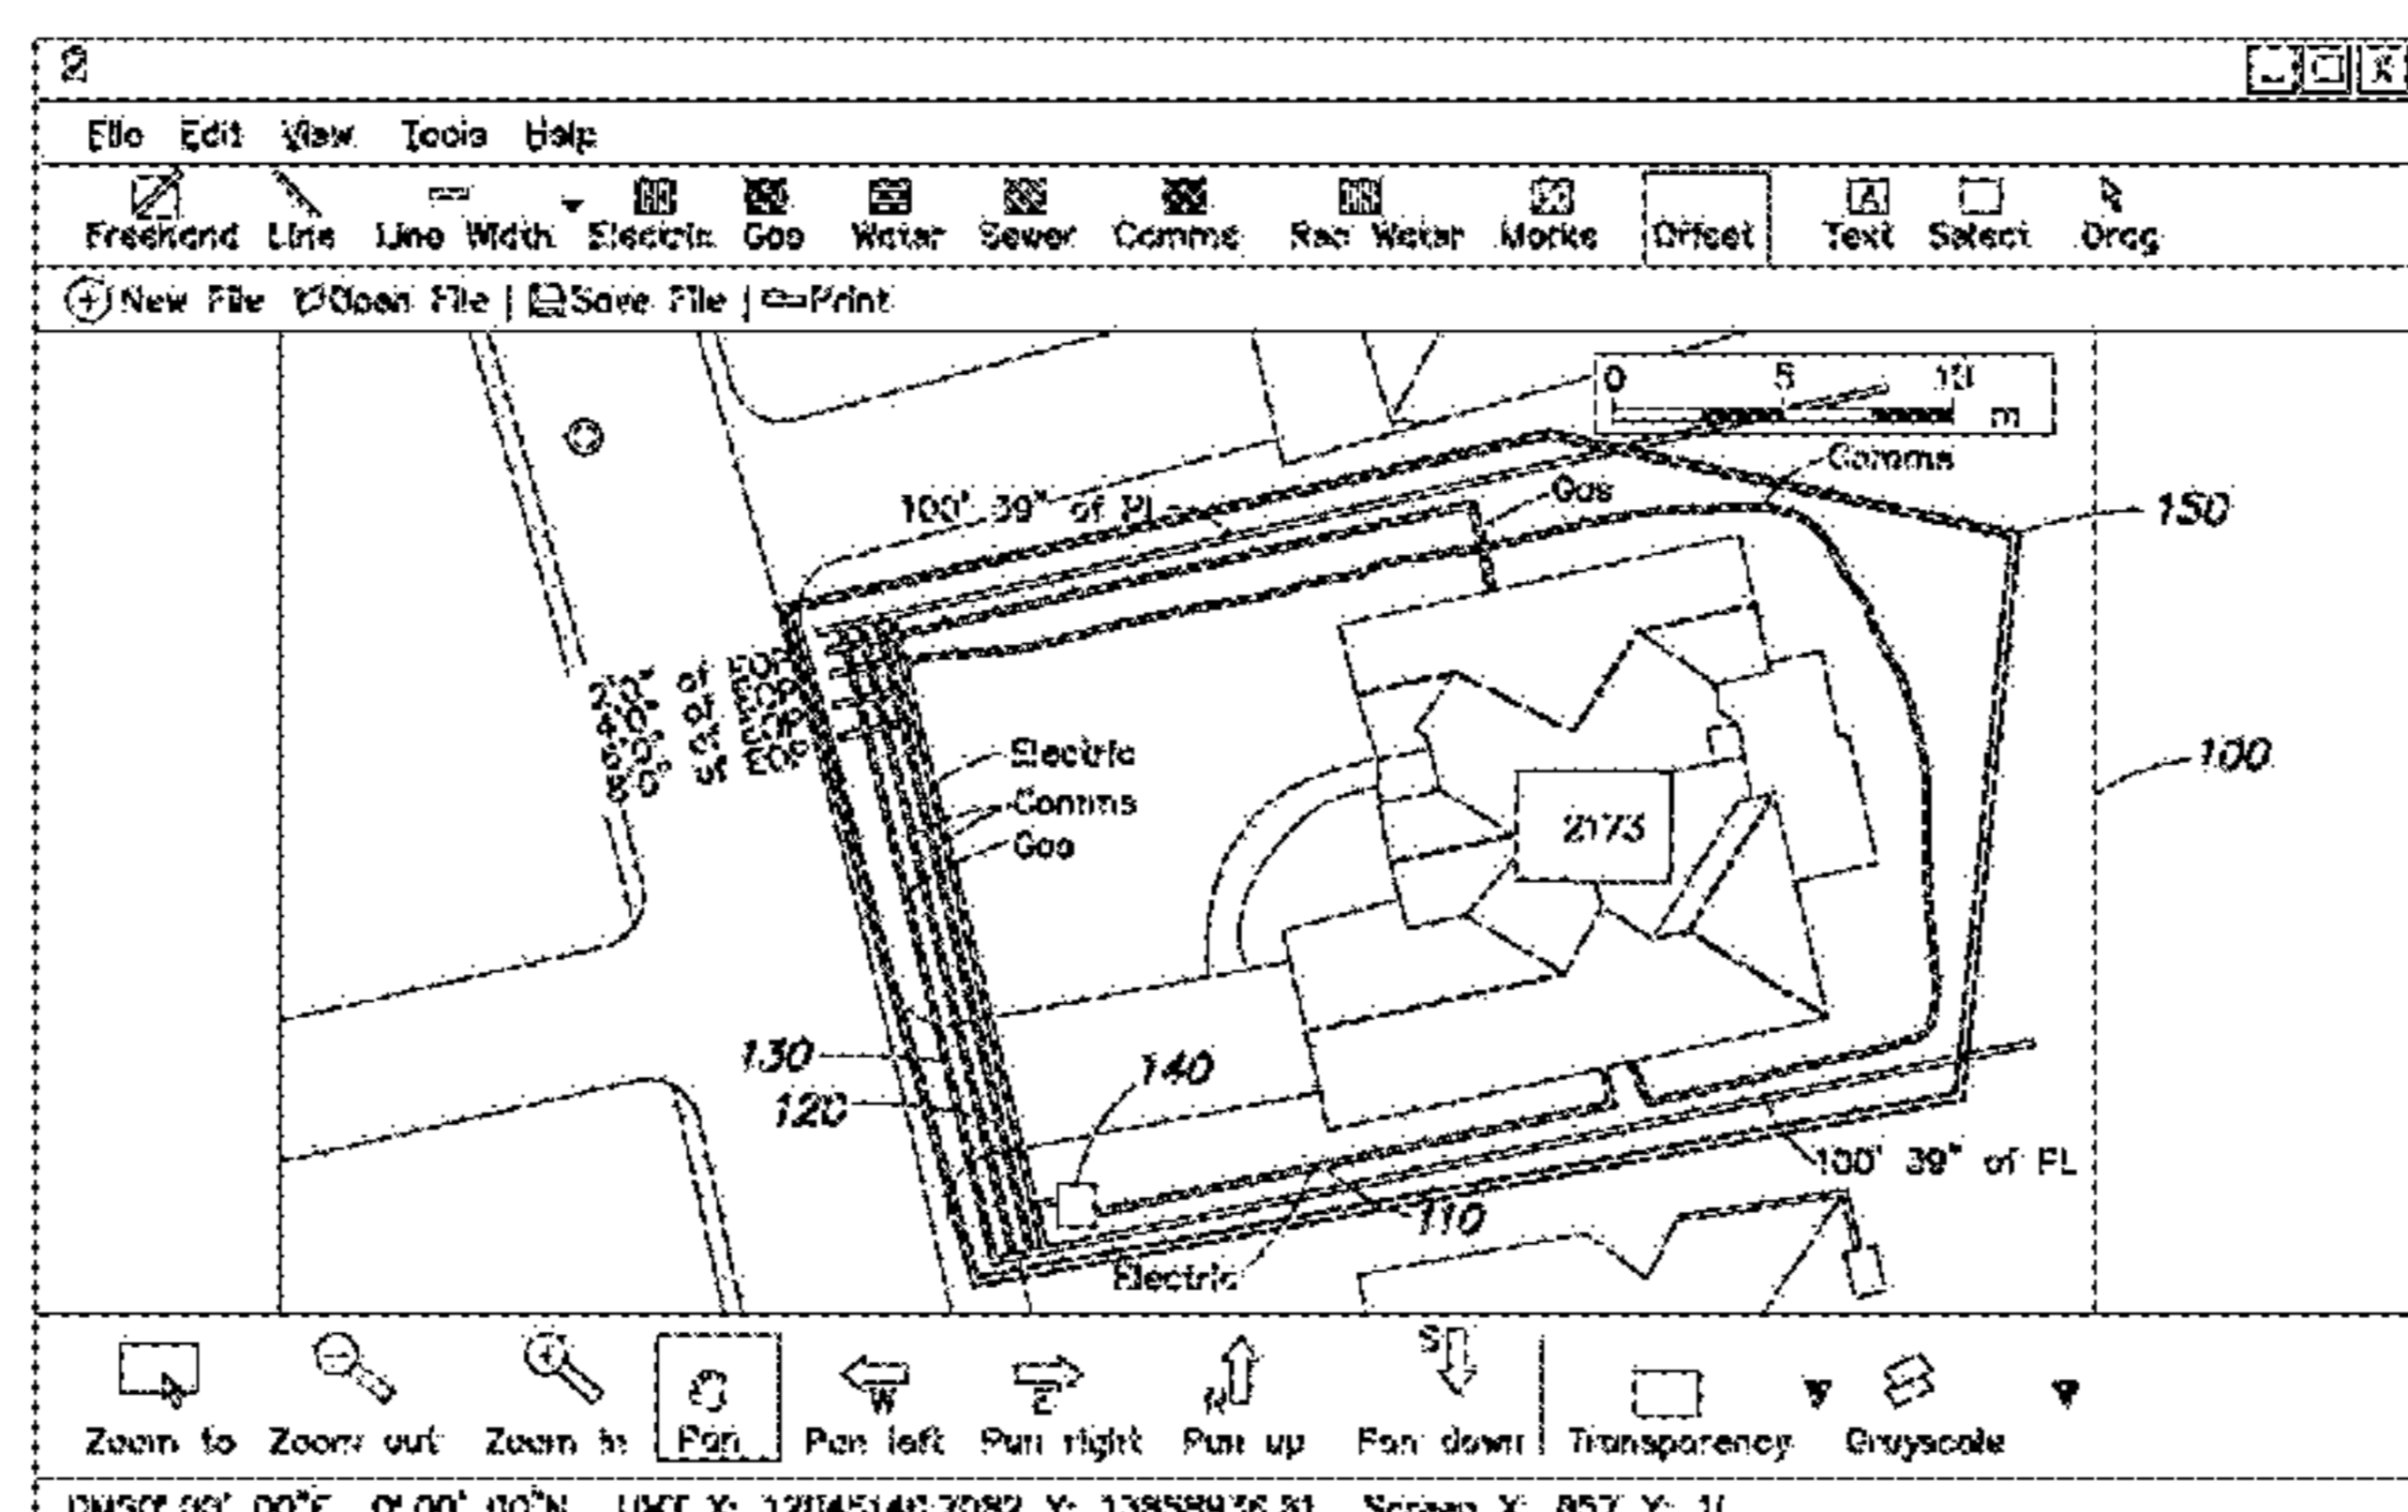 File Edit View Tools Help
Freehand Line Line Width Electric Gas Water Sewer Comms Rec Water Marks Offset Text Select Drag
New File Open File | Save File | Print
0 5 10
m
Comms
Gas
150
100' 39" of PL
2'0" of EOP
4'0" of EOP
6'0" of EOP
of EOP
Electric
100
Comms
2173
Gas
130
140
120
100' 39" of PL
110
Electric
W E N S
Zoom to Zoom out Zoom in Pan Pan left Pan right Pan up Pan down Transparency Grayscale